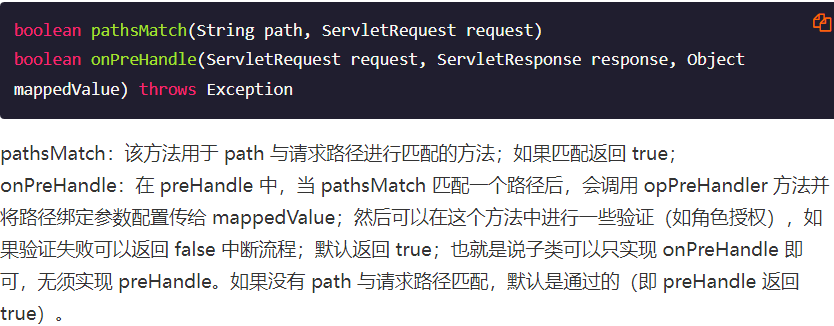 boolean pathsMatch(String path, ServletRequest request)
boolean onPreHandle(ServletRequest request, ServletResponse response, Object
mappedValue) throws Exception
pathsMatch：该方法用于 path 与请求路径进行匹配的方法；如果匹配返回 true；
onPreHandle：在 preHandle 中，当 pathsMatch 匹配一个路径后，会调用 opPreHandler 方法并
将路径绑定参数配置传给 mappedValue；然后可以在这个方法中进行一些验证（如角色授权），如
果验证失败可以返回 false 中断流程；默认返回 true；也就是说子类可以只实现 onPreHandle 即
可，无须实现 preHandle。如果没有 path 与请求路径匹配，默认是通过的（即 preHandle 返回
true）。